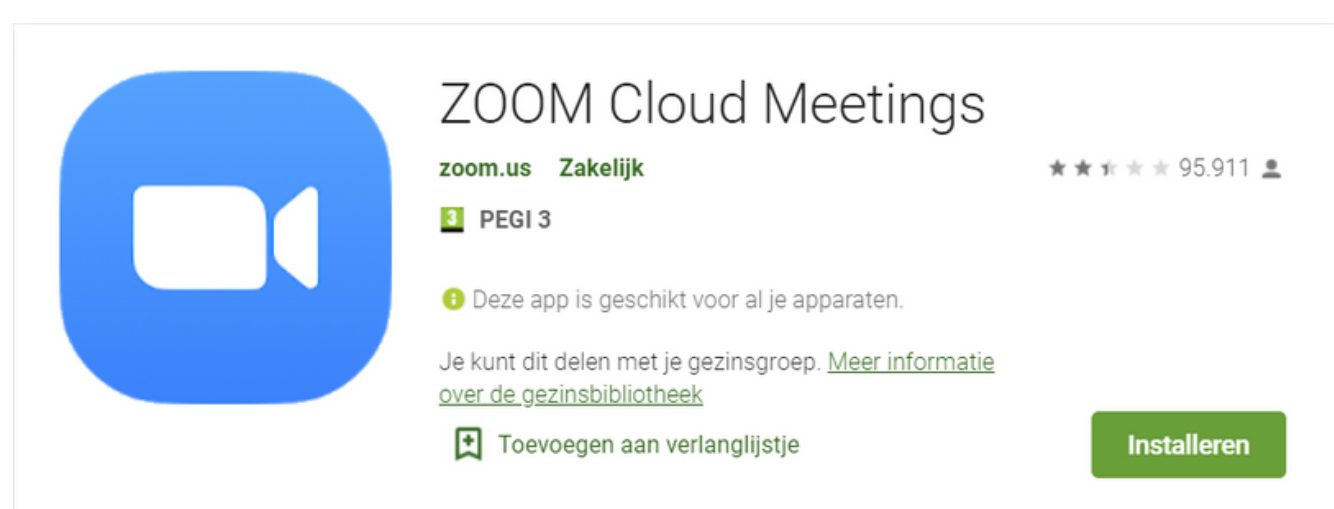 ZOOM Cloud Meetings
zoom.us Zakelijk 95.911
3 PEGI 3
Deze app is geschikt voor al je apparaten.
Je kunt dit delen met je gezinsgroep. Meer informatie
over de gezinsbibliotheek
Toevoegen aan verlanglijstje
Installeren